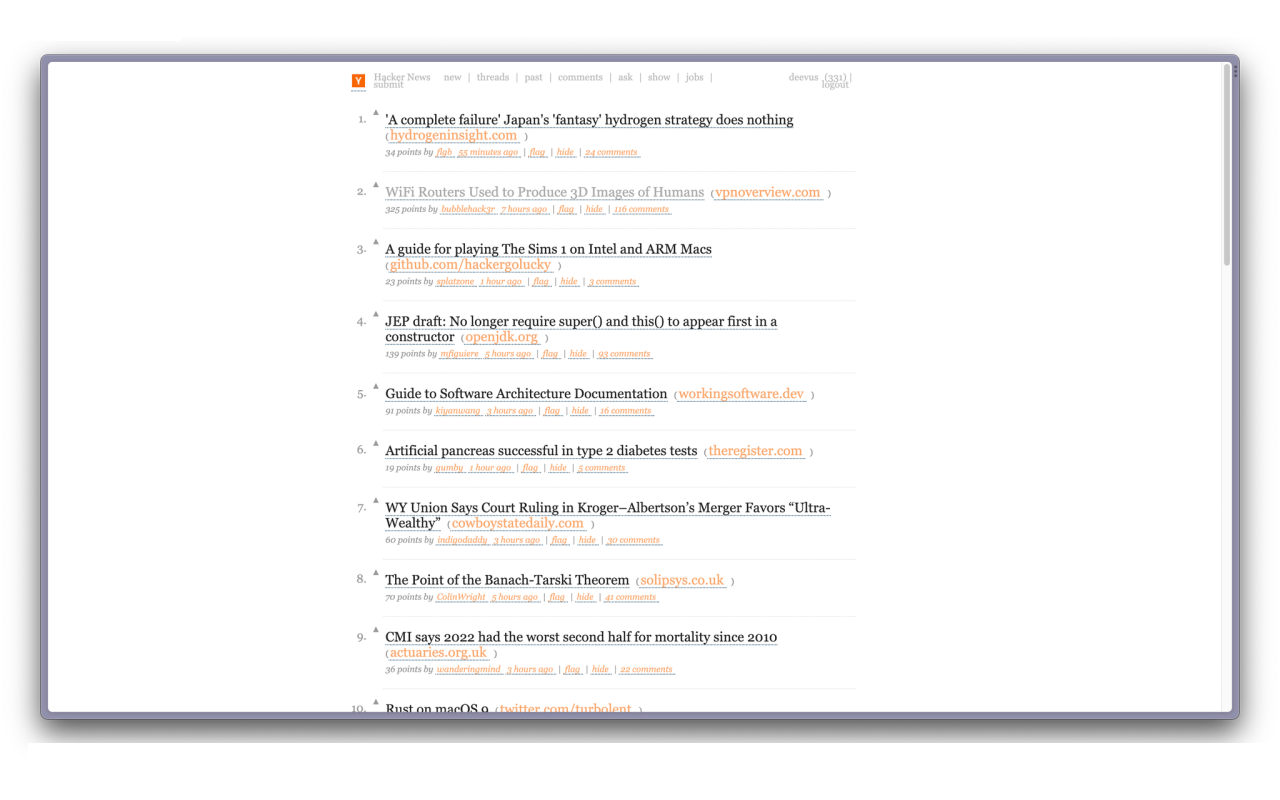 Y Hacker News new | threads | past | comments | ask | show | jobs | deevus (331) |
submit logout
1. ▲ 'A complete failure' Japan's 'fantasy' hydrogen strategy does nothing
(hydrogeninsight.com )
34 points by flgb 55 minutes ago | flag | hide | 24 comments
2. ▲ WiFi Routers Used to Produce 3D Images of Humans (vpnoverview.com )
325 points by bubblehack3r 7 hours ago | flag | hide | 116 comments
3. ▲ A guide for playing The Sims 1 on Intel and ARM Macs
(github.com/hackergolucky )
23 points by splatzone 1 hour ago | flag | hide | 3 comments
4. ▲ JEP draft: No longer require super() and this() to appear first in a
constructor (openjdk.org )
139 points by mfiguiere 5 hours ago | flag | hide | 93 comments
5. ▲ Guide to Software Architecture Documentation (workingsoftware.dev )
91 points by kiyanwang 3 hours ago | flag | hide | 16 comments
6. ▲ Artificial pancreas successful in type 2 diabetes tests (theregister.com )
19 points by gumby 1 hour ago | flag | hide | 5 comments
7. ▲ WY Union Says Court Ruling in Kroger–Albertson’s Merger Favors “Ultra-
Wealthy” (cowboystatedaily.com )
60 points by indigodaddy 3 hours ago | flag | hide | 30 comments
8. ▲ The Point of the Banach-Tarski Theorem (solipsys.co.uk )
70 points by ColinWright 5 hours ago | flag | hide | 41 comments
9. ▲ CMI says 2022 had the worst second half for mortality since 2010
(actuaries.org.uk )
36 points by wanderingmind 3 hours ago | flag | hide | 22 comments
10. ▲ Rust on macOS 9 (twitter.com/turbolent )